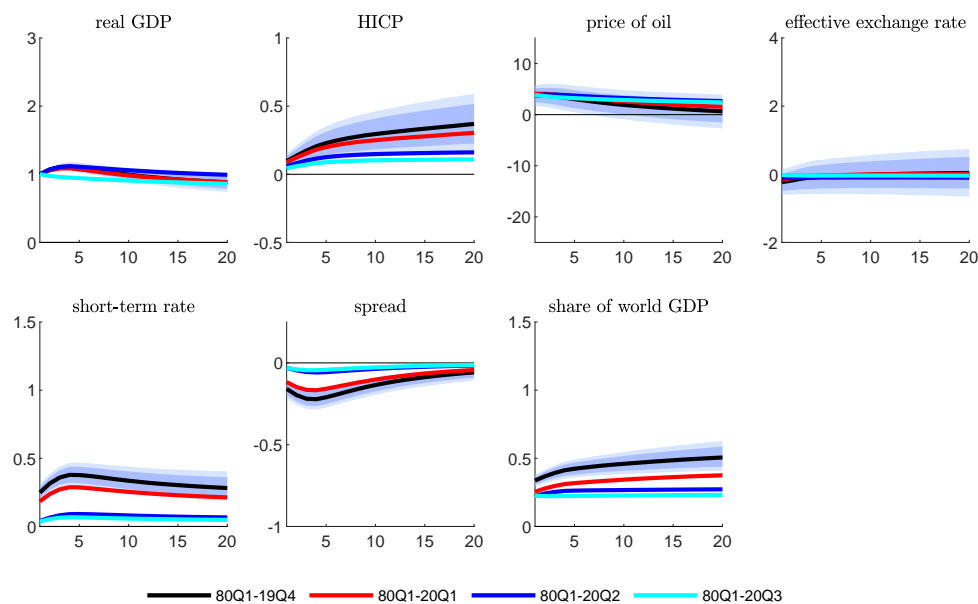 real GDP
3
2
1
0
5 10 15 20
HICP
1
0.5
0
-0.5
5 10 15 20
price of oil
10
0
-10
-20
5 10 15 20
effective exchange rate
4
2
0
-2
5 10 15 20
short-term rate
1.5
1
0.5
0
5 10 15 20
spread
0
-0.5
-1
5 10 15 20
share of world GDP
1.5
1
0.5
0
5 10 15 20
80Q1-19Q4 80Q1-20Q1 80Q1-20Q2 80Q1-20Q3